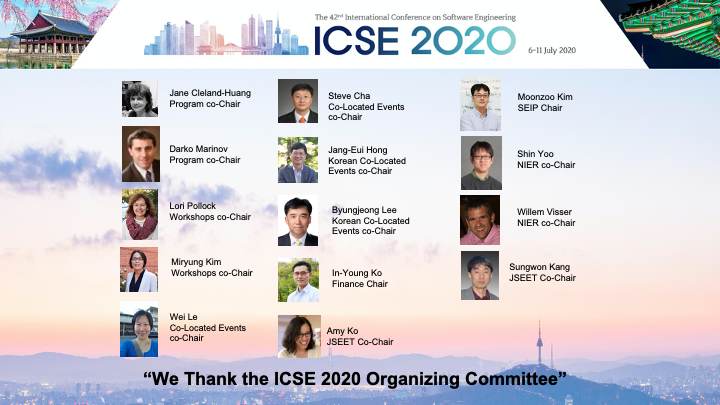 The 42nd International Conference on Software Engineering
ICSE 2020
6-11 July 2020
Jane Cleland-Huang
Program co-Chair
Darko Marinov
Program co-Chair
Lori Pollock
Workshops co-Chair
Miryung Kim
Workshops co-Chair
Wei Le
Co-Located Events
co-Chair
Steve Cha
Co-Located Events
co-Chair
Jang-Eui Hong
Korean Co-Located
Events co-Chair
Byungjeong Lee
Korean Co-Located
Events co-Chair
In-Young Ko
Finance Chair
Amy Ko
JSEET Co-Chair
Moonzoo Kim
SEIP Chair
Shin Yoo
NIER co-Chair
Willem Visser
NIER co-Chair
Sungwon Kang
JSEET Co-Chair
“We Thank the ICSE 2020 Organizing Committee”